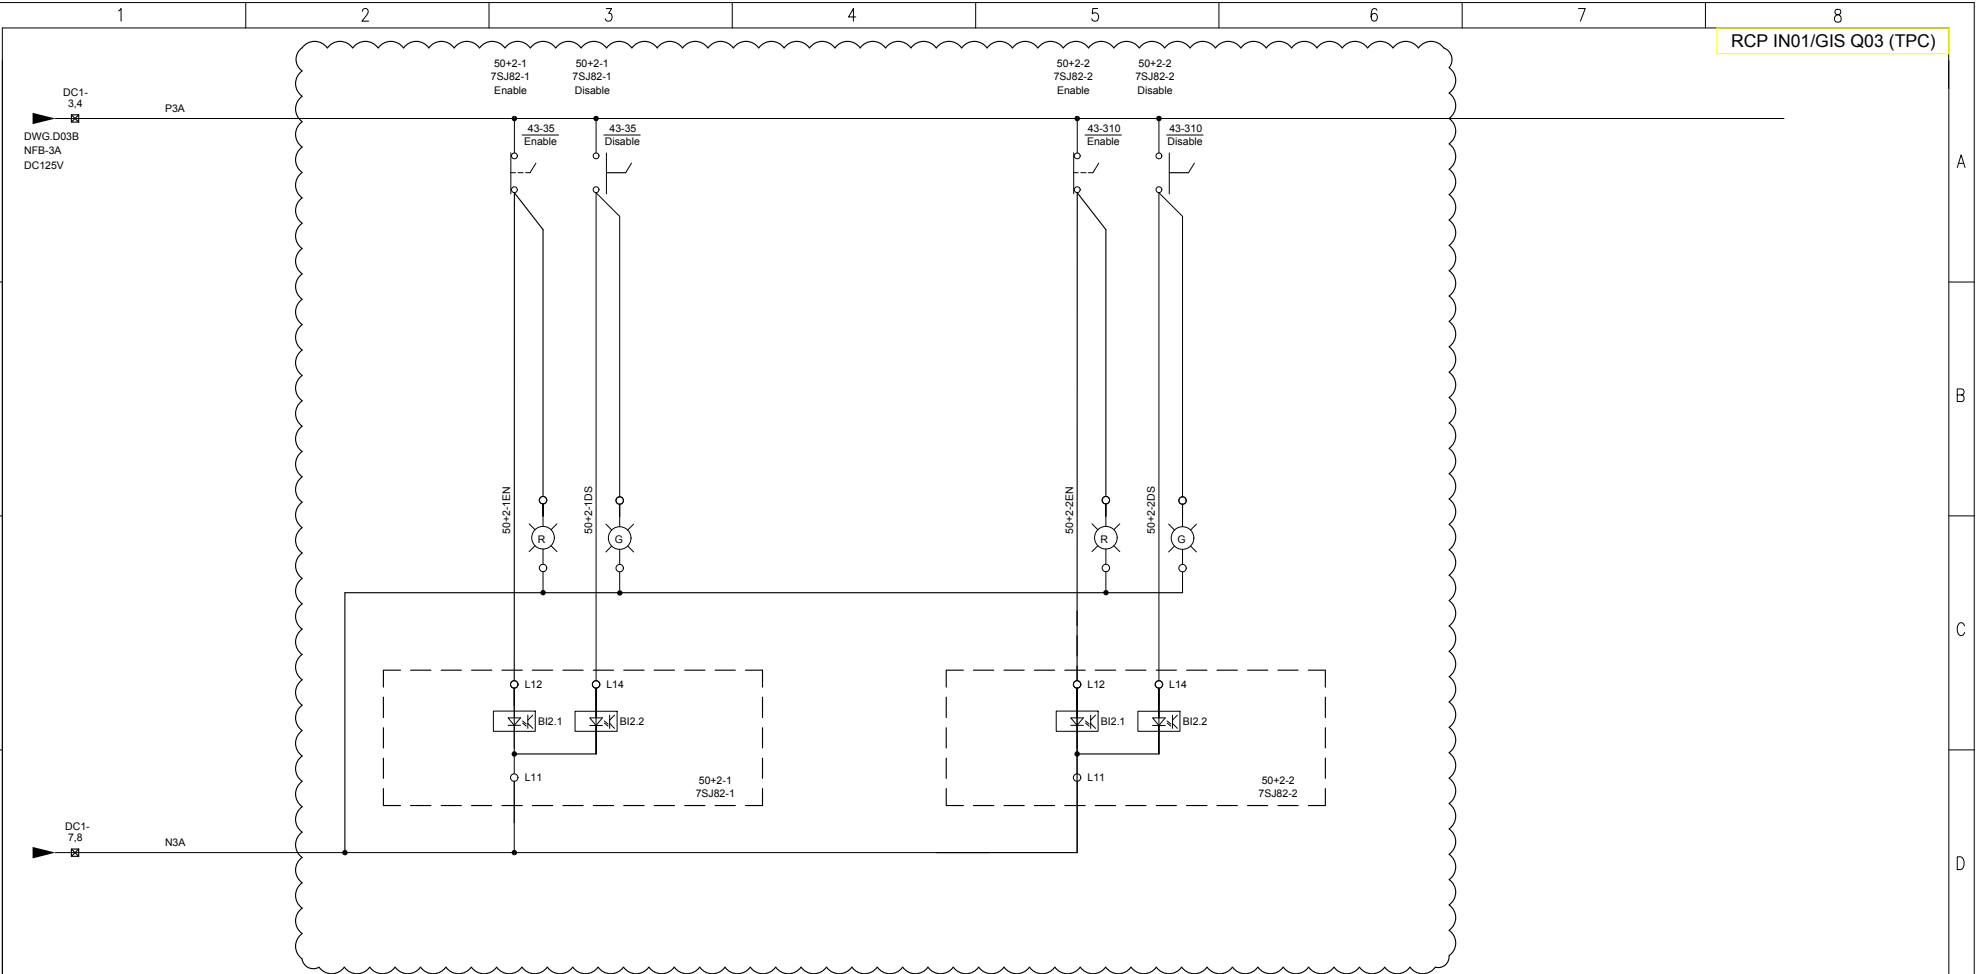 1 2 3 4 5 6 7 8
RCP IN01/GIS Q03 (TPC)
50+2-1
7SJ82-1
Enable
50+2-1
7SJ82-1
Disable
50+2-2
7SJ82-2
Enable
50+2-2
7SJ82-2
Disable
DC1-
3,4
P3A
DWG.D03B
NFB-3A
DC125V
43-35
Enable
43-35
Disable
43-310
Enable
43-310
Disable
A
B
50+2-1EN
R
50+2-1DS
G
50+2-2EN
R
50+2-2DS
G
C
L12
L14
BI2.1
BI2.2
L11
50+2-1
7SJ82-1
L12
L14
BI2.1
BI2.2
L11
50+2-2
7SJ82-2
DC1-
7,8
N3A
D